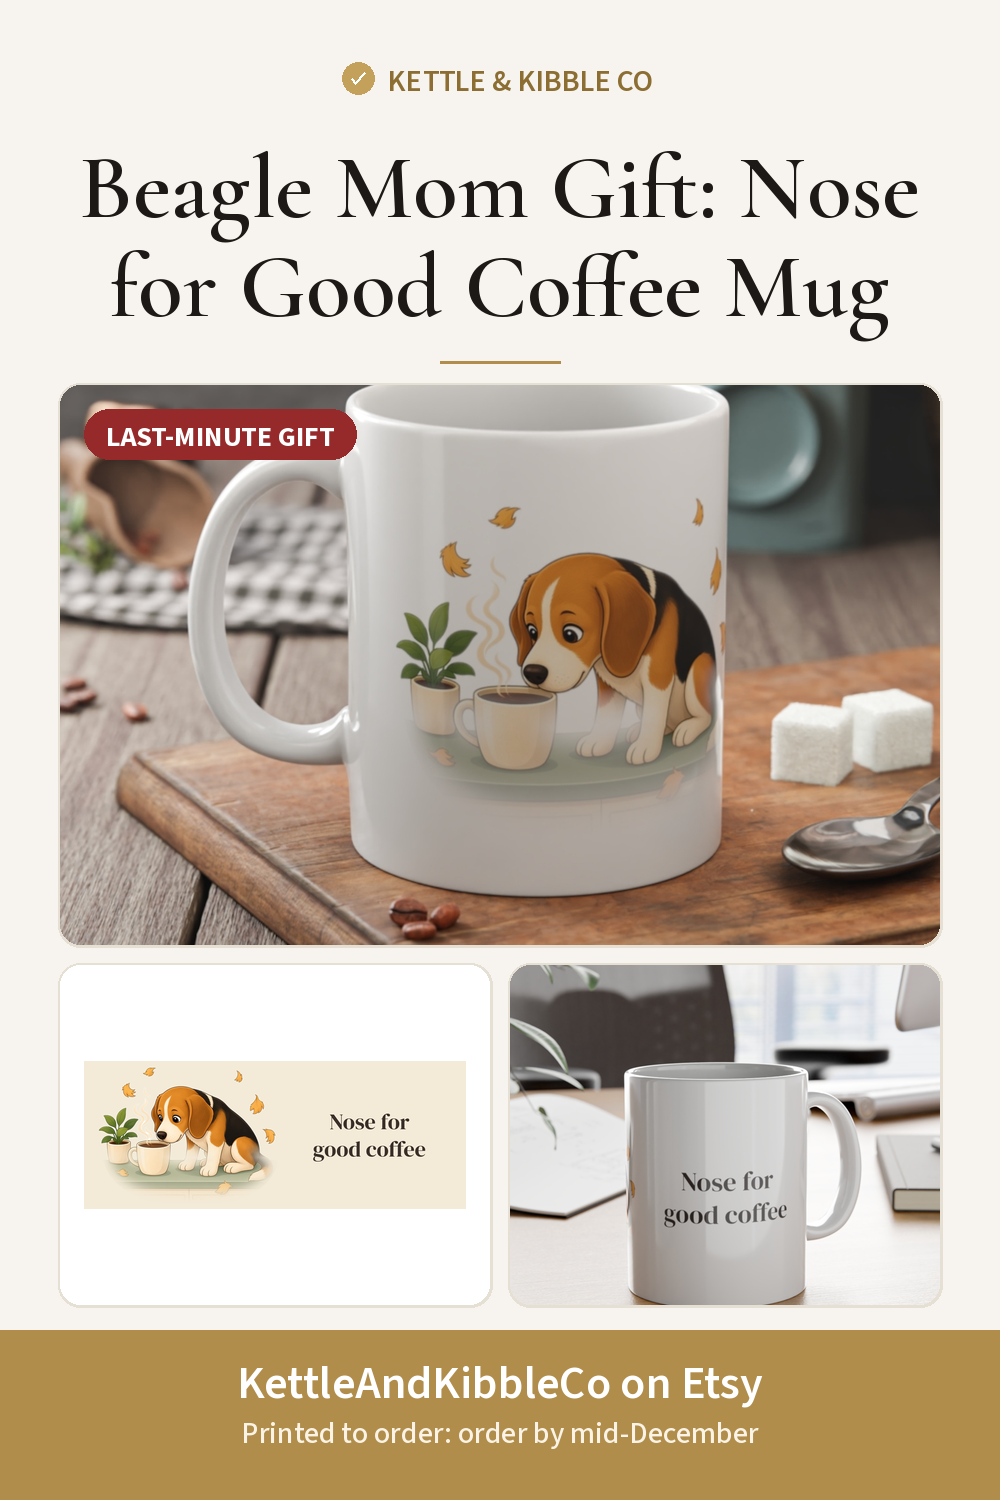 KETTLE & KIBBLE CO
Beagle Mom Gift: Nose
for Good Coffee Mug
LAST-MINUTE GIFT
Nose for
good coffee
Nose for
good coffee
KettleAndKibbleCo on Etsy
Printed to order: order by mid-December